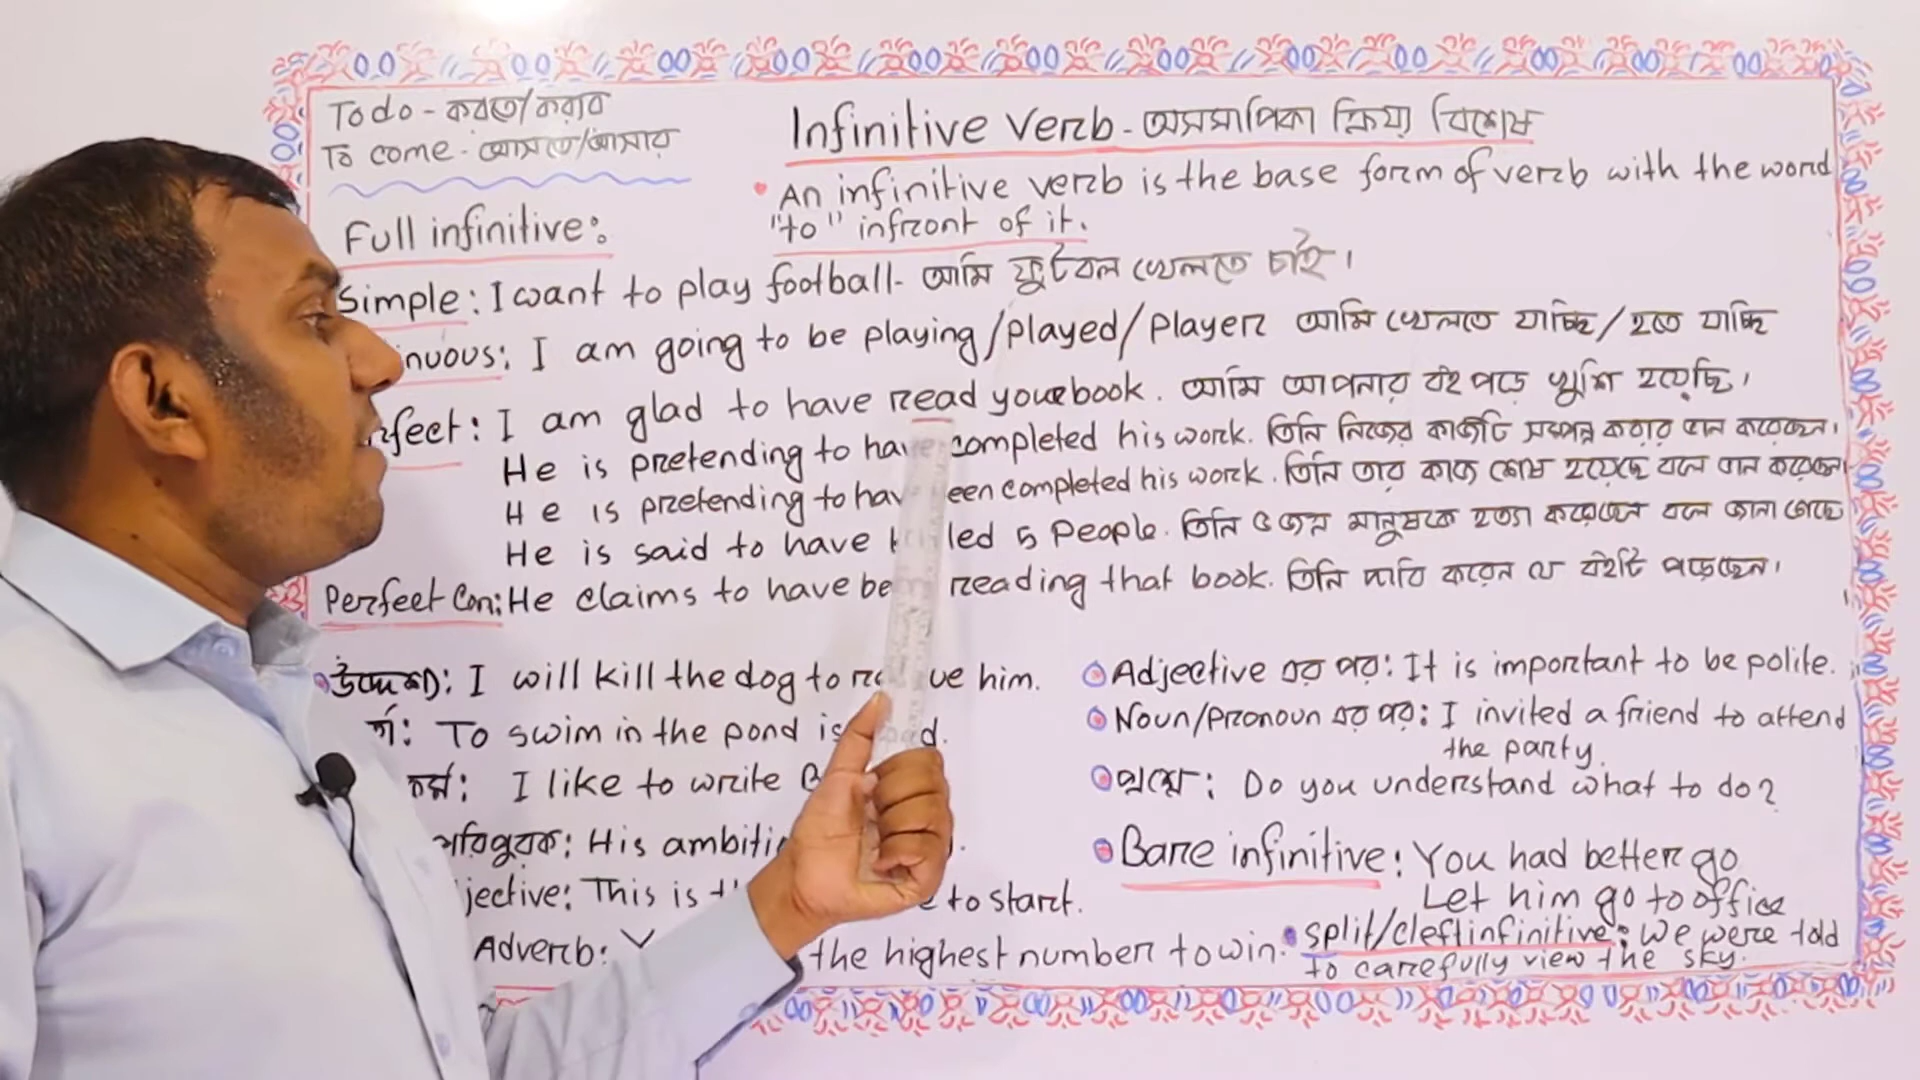 To do - করতে/করার
To come - আসতে/আসার
Infinitive verb - অসমাপিকা ক্রিয়া বিশেষ
• An infinitive verb is the base form of verb with the word
"to" infront of it.
Full infinitive:
Simple: I want to play football - আমি ফুটবল খেলতে চাই।
inuous: I am going to be playing/played/player আমি খেলতে যাচ্ছি/হতে যাচ্ছি
rfect: I am glad to have read your book. আমি আপনার বই পড়ে খুশি হয়েছি।
He is pretending to have completed his work. তিনি নিজের কাজটি সম্পন্ন করার ভান করেছেন।
He is pretending to hav een completed his work. তিনি তার কাজ শেষ হয়েছে বলে ভান করেছেন।
He is said to have led 5 people. তিনি ৫ জন মানুষকে হত্যা করেছেন বলে জানা গেছে
Perfect Con: He claims to have be reading that book. তিনি দাবি করেন যে বইটি পড়েছেন।
উদ্দেশ্য: I will kill the dog to re ue him.
র্তা: To swim in the pond is bad.
কর্ম: I like to write
পরিপূরক: His ambiti
jective: This is t e to start.
Adverb: the highest number to win.
Adjective এর পর: It is important to be polite.
Noun/Pronoun এর পর: I invited a friend to attend
the party.
প্রশ্নে: Do you understand what to do?
Bare infinitive: You had better go
Let him go to office
split/cleft infinitive: We were told
to carefully view the sky.